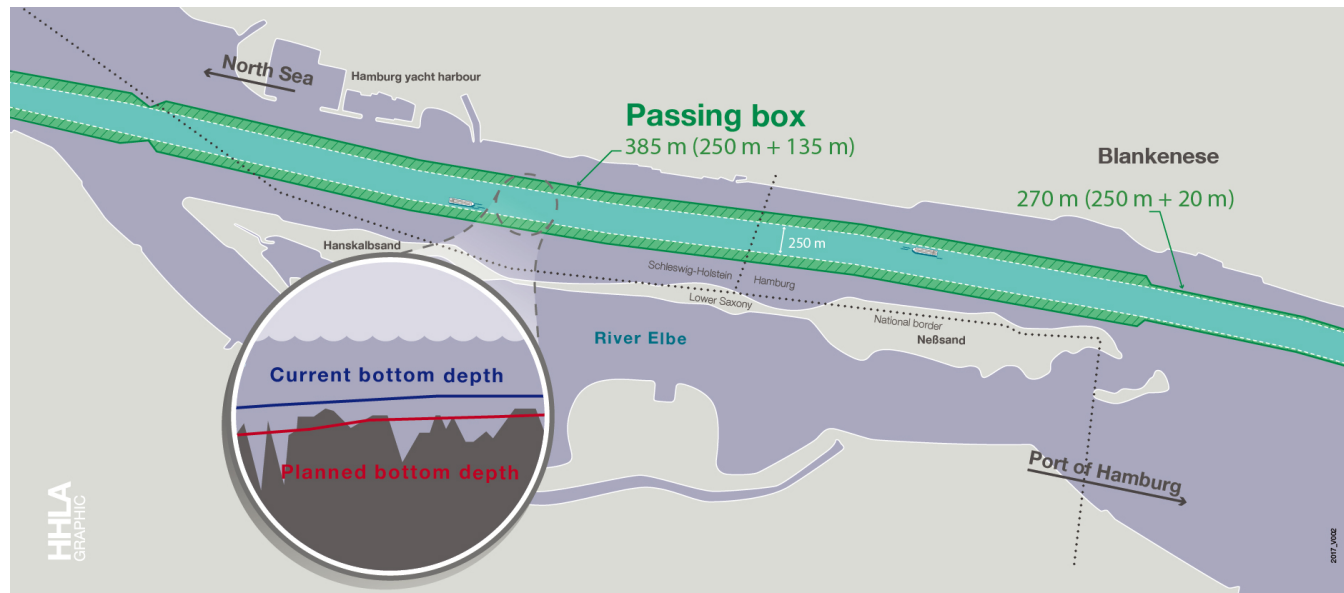 North Sea
Hamburg yacht harbour
Passing box
385 m (250 m + 135 m)
Blankenese
270 m (250 m + 20 m)
Hanskalbsand
250 m
Schleswig-Holstein
Hamburg
Lower Saxony
National border
Neßsand
River Elbe
Current bottom depth
Planned bottom depth
Port of Hamburg
HHLA
GRAPHIC
2017_V002